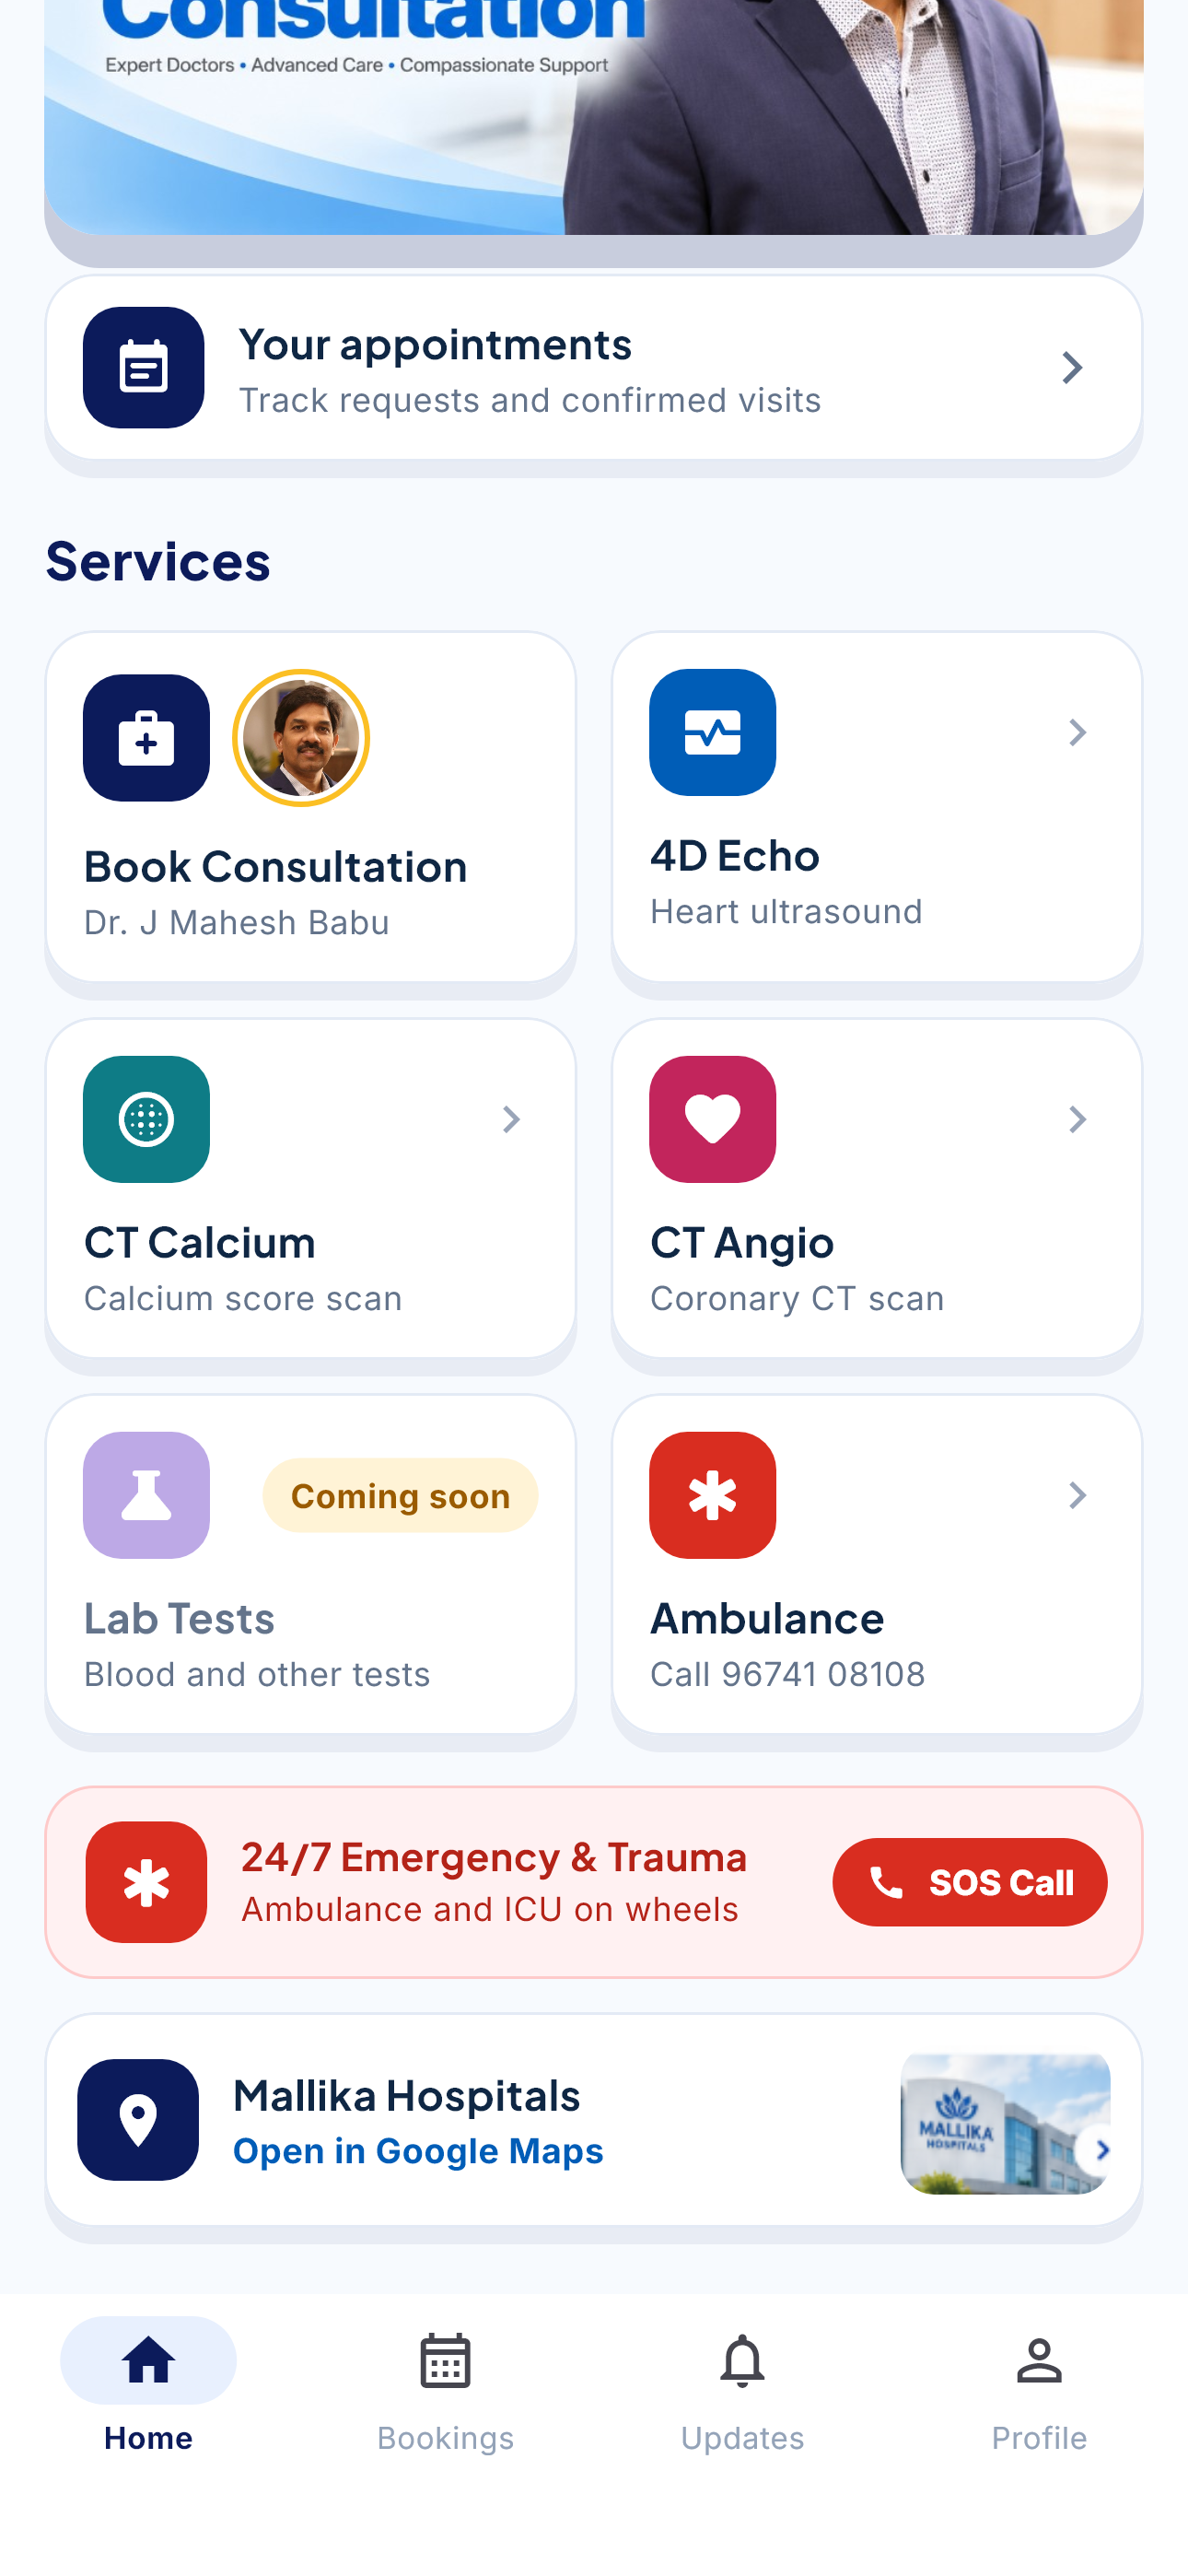 Consultation
Expert Doctors • Advanced Care • Compassionate Support
Your appointments
Track requests and confirmed visits
Services
Book Consultation
Dr. J Mahesh Babu
4D Echo
Heart ultrasound
CT Calcium
Calcium score scan
CT Angio
Coronary CT scan
Coming soon
Lab Tests
Blood and other tests
Ambulance
Call 96741 08108
24/7 Emergency & Trauma
Ambulance and ICU on wheels
SOS Call
Mallika Hospitals
Open in Google Maps
MALLIKA
HOSPITALS
Home
Bookings
Updates
Profile